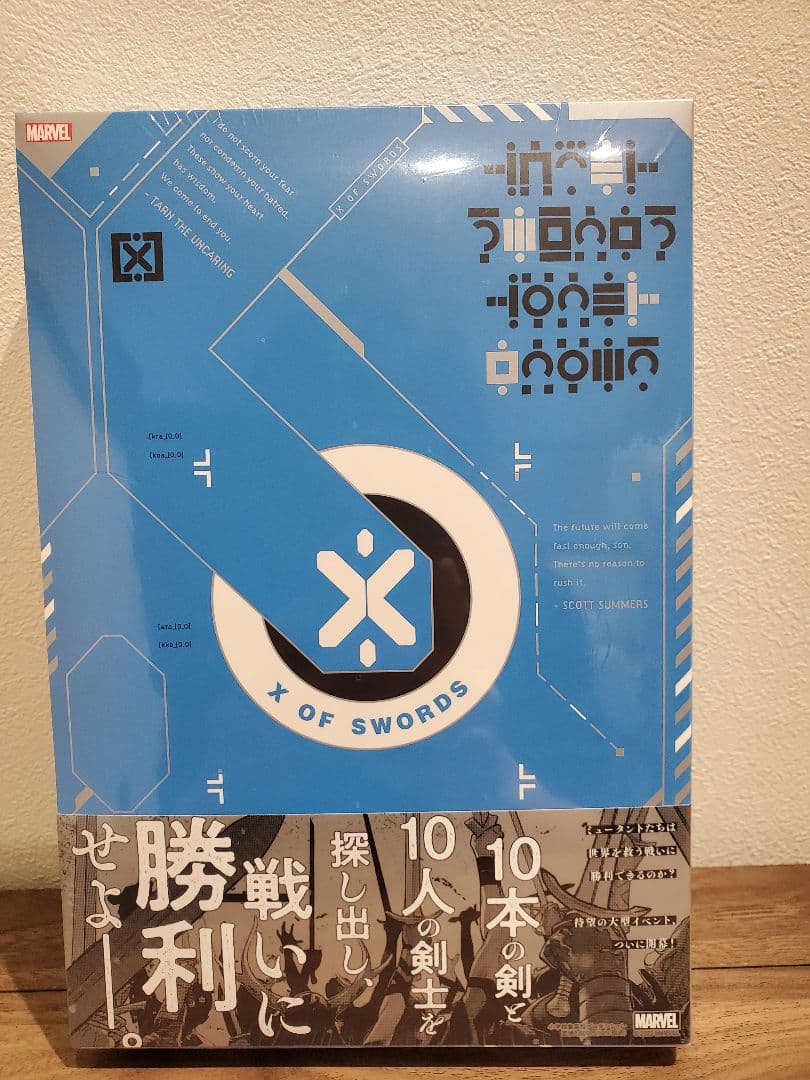 MARVEL
do not scorn your fear
nor condemn your hatred.
These show your heart
has wisdom.
We come to end you.
- TARN THE UNCARING
X OF SWORDS
[X]
The future will come
fast enough, son.
There's no reason to
rush it.
- SCOTT SUMMERS
X
X OF SWORDS
10本の剣と
10人の剣士を
探し出し、
戦いに
勝利
せよ――。
ミュータントたちは
世界を救う戦いに
勝利できるのか?
待望の大型イベント、
ついに開幕!
MARVEL